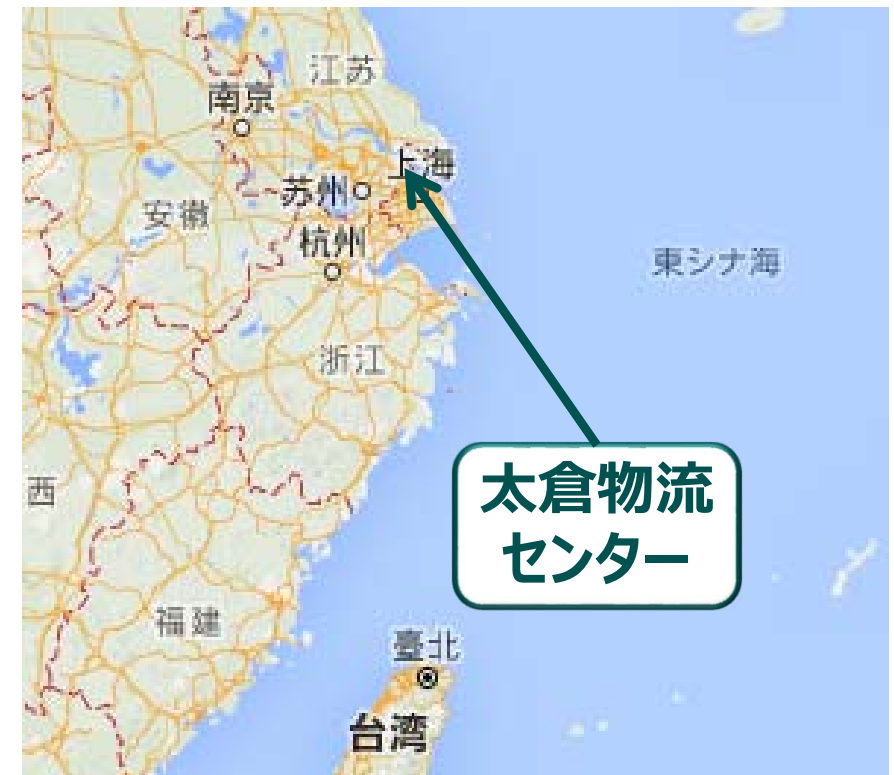 江苏
南京
上海
苏州
安徽
杭州
東シナ海
浙江
太倉物流
センター
西
福建
臺北
台湾